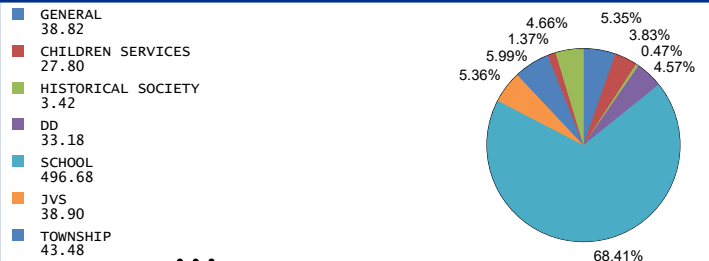 GENERAL
38.82
CHILDREN SERVICES
27.80
HISTORICAL SOCIETY
3.42
DD
33.18
SCHOOL
496.68
JVS
38.90
TOWNSHIP
43.48
4.66%
5.35%
1.37%
3.83%
5.99%
0.47%
5.36%
4.57%
68.41%